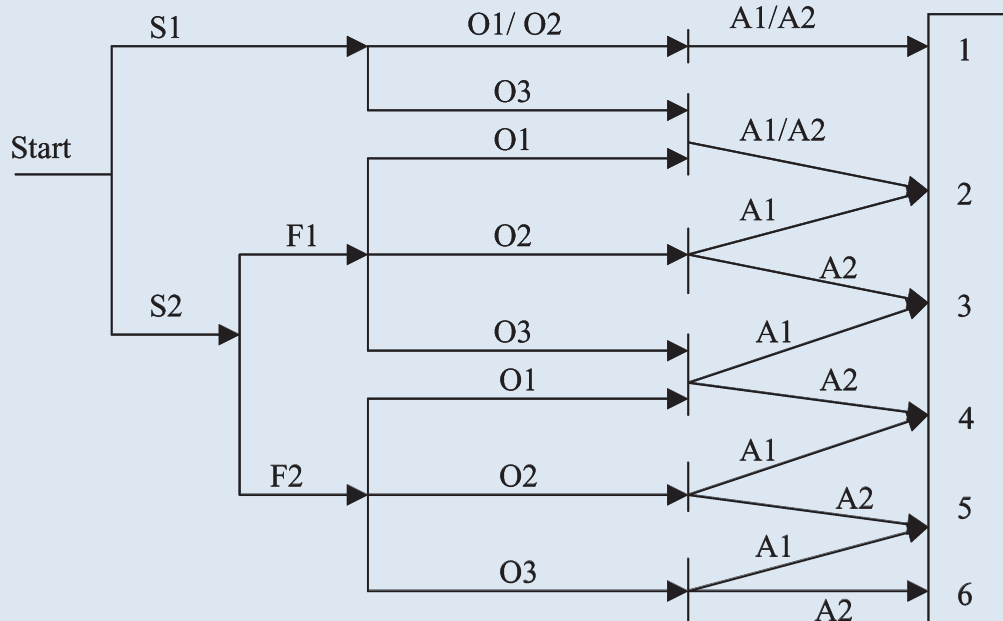 S1 O1/ O2 A1/A2 1
O3
Start O1 A1/A2
2
F1 O2 A1
A2
S2 3
O3 A1
O1 A2
4
F2 O2 A1
A2 5
O3 A1
A2 6